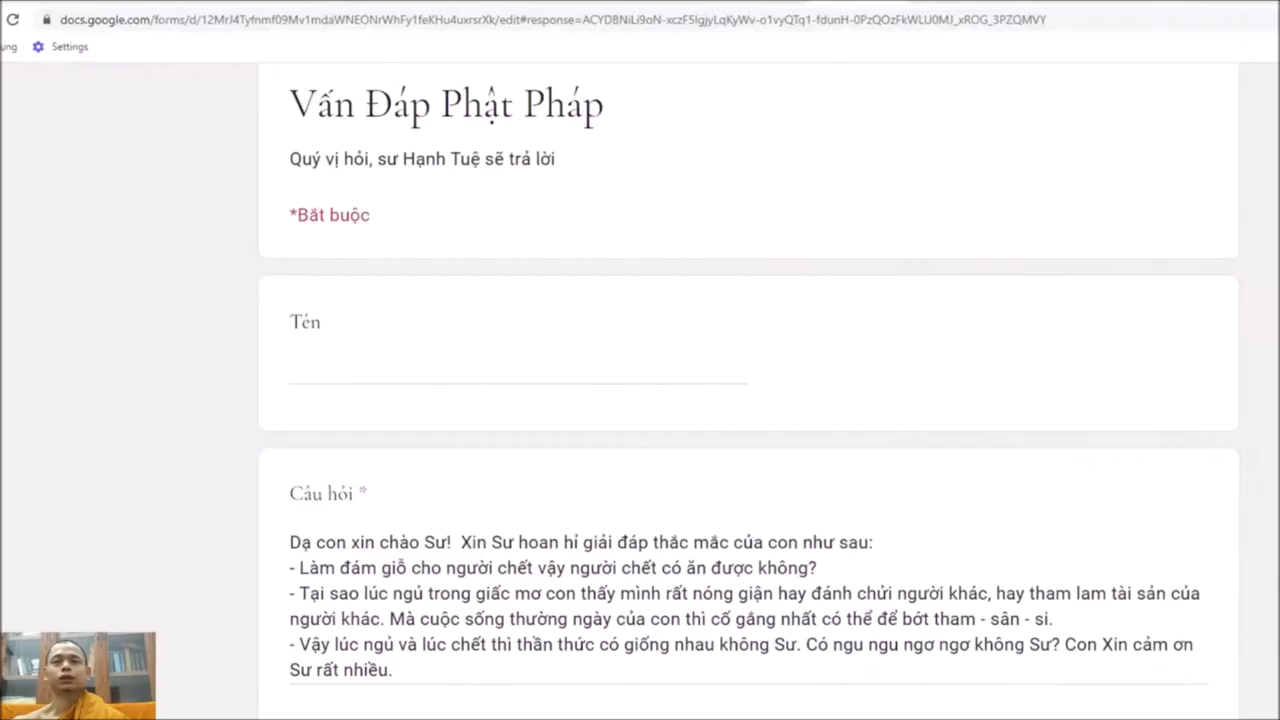 docs.google.com/forms/d/12MrJ4Tyfnmf09Mv1mdaWNEONrWhFy1feKHu4uxrsrXk/edit#response=ACYDBNiLi9oN-xczF5lgjyLqKyWv-o1vyQTq1-fdunH-0PzQOzFkWLU0MJ_xROG_3PZQMVY
ung Settings
Vấn Đáp Phật Pháp
Quý vị hỏi, sư Hạnh Tuệ sẽ trả lời
*Bắt buộc
Tên
Câu hỏi *
Dạ con xin chào Sư!  Xin Sư hoan hỉ giải đáp thắc mắc của con như sau:
- Làm đám giỗ cho người chết vậy người chết có ăn được không?
- Tại sao lúc ngủ trong giấc mơ con thấy mình rất nóng giận hay đánh chửi người khác, hay tham lam tài sản của
người khác. Mà cuộc sống thường ngày của con thì cố gắng nhất có thể để bớt tham - sân - si.
- Vậy lúc ngủ và lúc chết thì thần thức có giống nhau không Sư. Có ngu ngu ngơ ngơ không Sư? Con Xin cảm ơn
Sư rất nhiều.